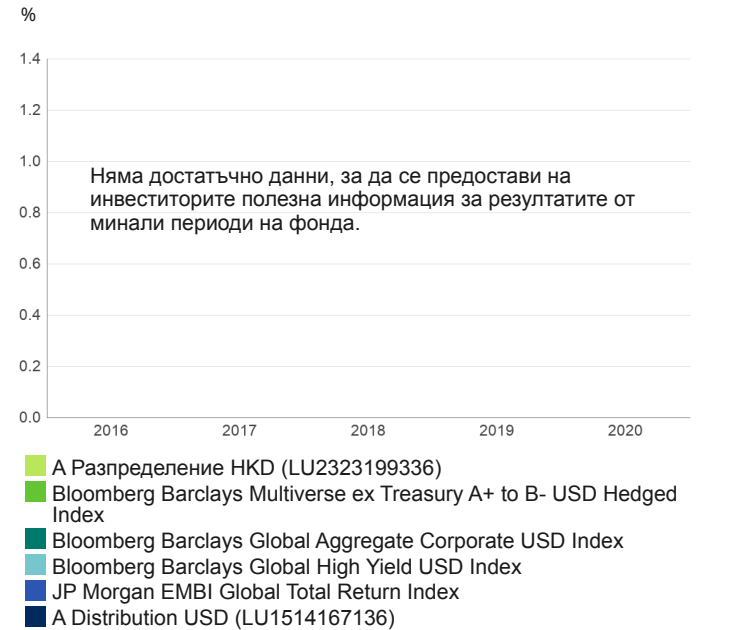 %
1.4
1.2
1.0
Няма достатъчно данни, за да се предостави на
инвеститорите полезна информация за резултатите от
минали периоди на фонда.
0.8
0.6
0.4
0.2
0.0
2016 2017 2018 2019 2020
А Разпределение HKD (LU2323199336)
Bloomberg Barclays Multiverse ex Treasury A+ to B- USD Hedged
Index
Bloomberg Barclays Global Aggregate Corporate USD Index
Bloomberg Barclays Global High Yield USD Index
JP Morgan EMBI Global Total Return Index
A Distribution USD (LU1514167136)